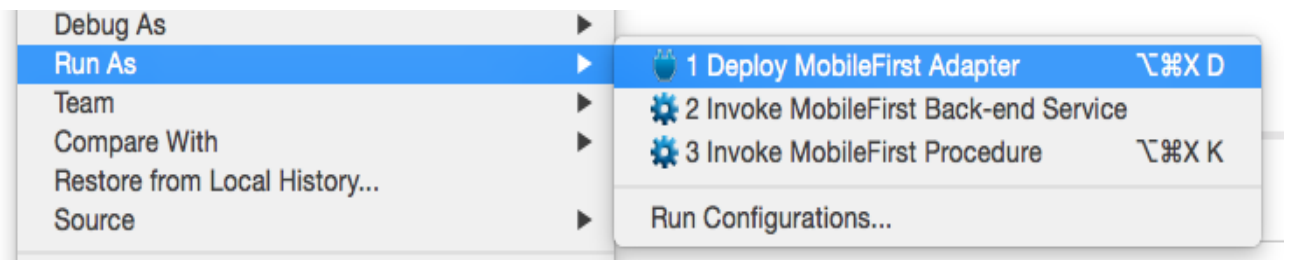 Debug As
Run As
Team
Compare With
Restore from Local History...
Source
1 Deploy MobileFirst Adapter ⌥⌘X D
2 Invoke MobileFirst Back-end Service
3 Invoke MobileFirst Procedure ⌥⌘X K
Run Configurations...